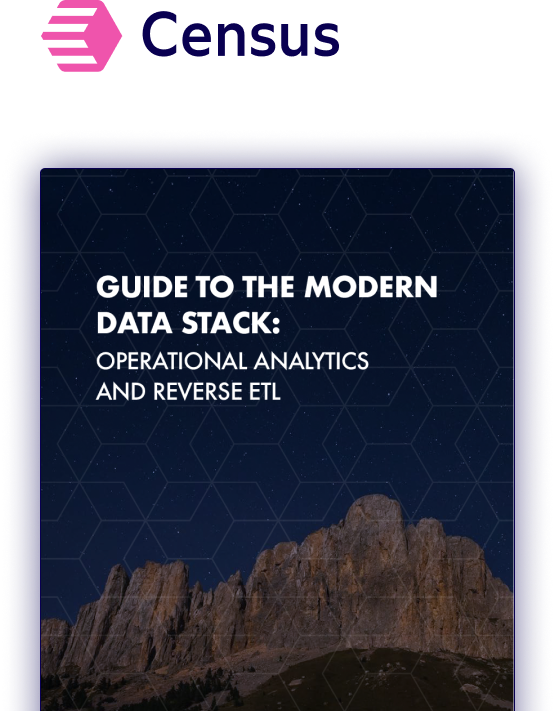 Census
GUIDE TO THE MODERN
DATA STACK:
OPERATIONAL ANALYTICS
AND REVERSE ETL